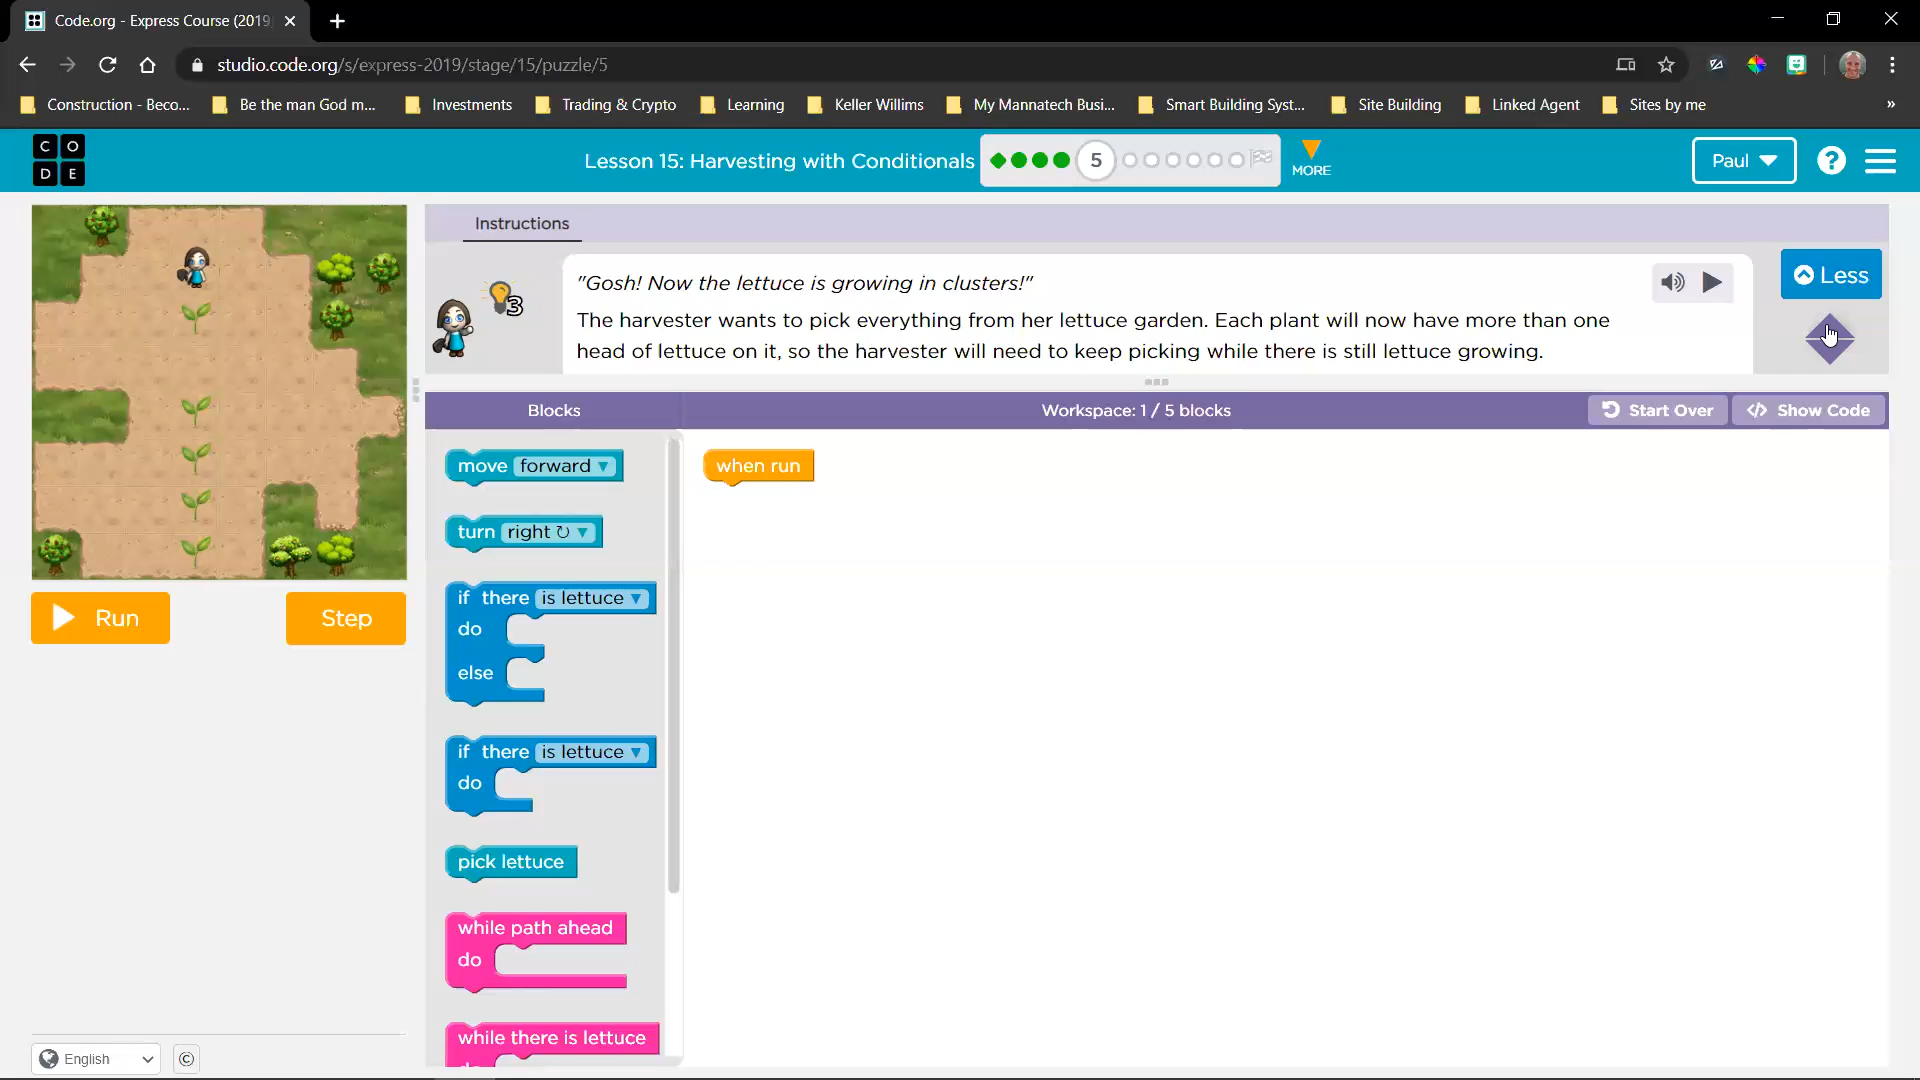 Code.org - Express Course (2019
studio.code.org/s/express-2019/stage/15/puzzle/5
Construction - Beco...
Be the man God m...
Investments
Trading & Crypto
Learning
Keller Willims
My Mannatech Busi...
Smart Building Syst...
Site Building
Linked Agent
Sites by me
»
C O
D E
Lesson 15: Harvesting with Conditionals
5
MORE
Paul
?
Instructions
3
"Gosh! Now the lettuce is growing in clusters!"
The harvester wants to pick everything from her lettuce garden. Each plant will now have more than one
head of lettuce on it, so the harvester will need to keep picking while there is still lettuce growing.
Less
Blocks
Workspace: 1 / 5 blocks
Start Over
</> Show Code
move forward
turn right ↻
if there is lettuce
do
else
if there is lettuce
do
pick lettuce
while path ahead
do
while there is lettuce
when run
Run
Step
English
©